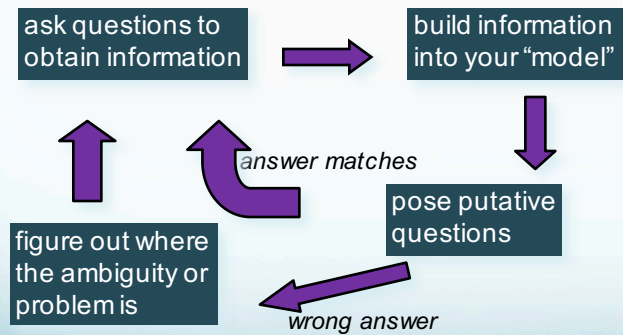 ask questions to
obtain information
build information
into your “model”
answer matches
pose putative
questions
figure out where
the ambiguity or
problem is
wrong answer